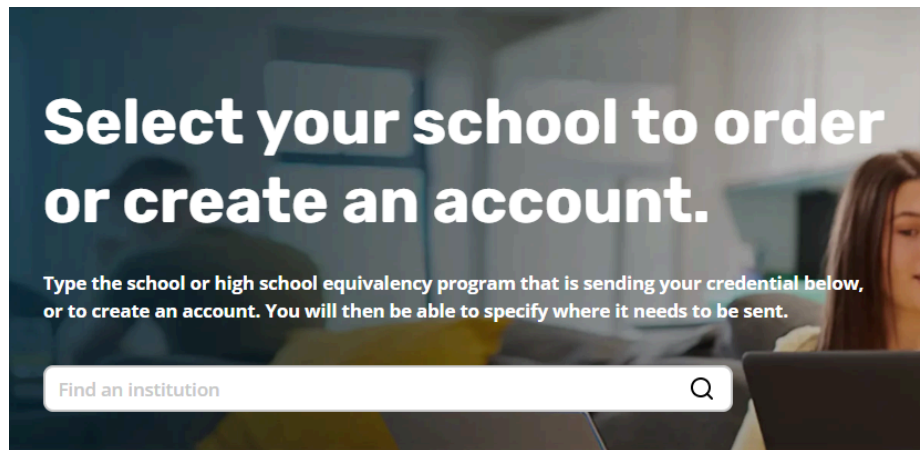 Select your school to order
or create an account.
Type the school or high school equivalency program that is sending your credential below,
or to create an account. You will then be able to specify where it needs to be sent.
Find an institution